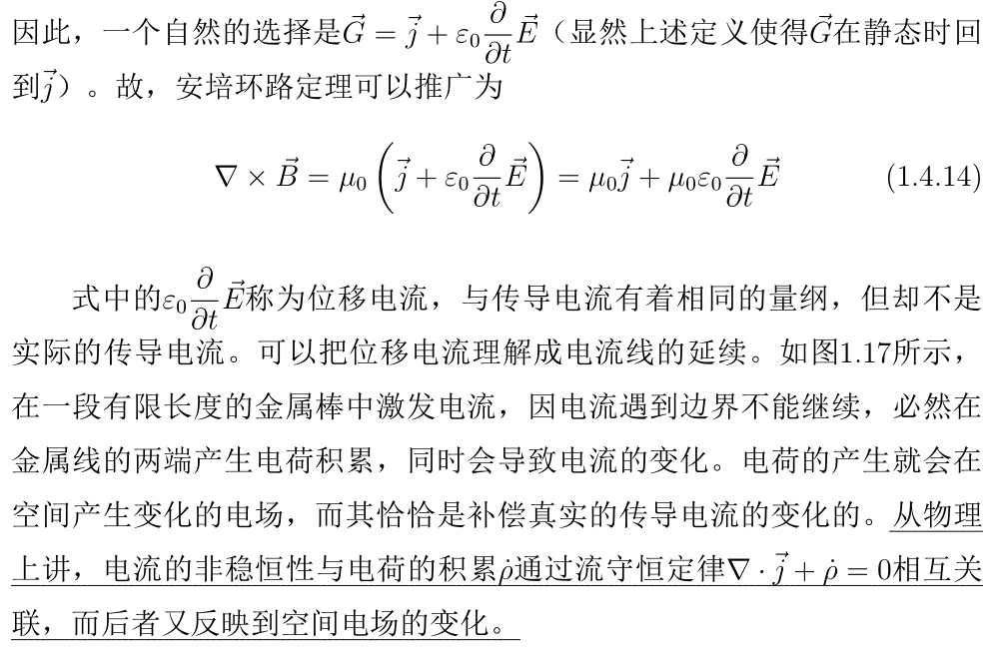 因此，一个自然的选择是$\vec{G} = \vec{j} + \varepsilon_0 \frac{\partial}{\partial t} \vec{E}$（显然上述定义使得$\vec{G}$在静态时回
到$\vec{j}$）。故，安培环路定理可以推广为
$\nabla \times \vec{B} = \mu_0 \left( \vec{j} + \varepsilon_0 \frac{\partial}{\partial t} \vec{E} \right) = \mu_0 \vec{j} + \mu_0 \varepsilon_0 \frac{\partial}{\partial t} \vec{E}$ (1.4.14)
式中的$\varepsilon_0 \frac{\partial}{\partial t} \vec{E}$称为位移电流，与传导电流有着相同的量纲，但却不是
实际的传导电流。可以把位移电流理解成电流线的延续。如图1.17所示，
在一段有限长度的金属棒中激发电流，因电流遇到边界不能继续，必然在
金属线的两端产生电荷积累，同时会导致电流的变化。电荷的产生就会在
空间产生变化的电场，而其恰恰是补偿真实的传导电流的变化的。从物理
上讲，电流的非稳恒性与电荷的积累$\dot{\rho}$通过流守恒定律$\nabla \cdot \vec{j} + \dot{\rho} = 0$相互关
联，而后者又反映到空间电场的变化。